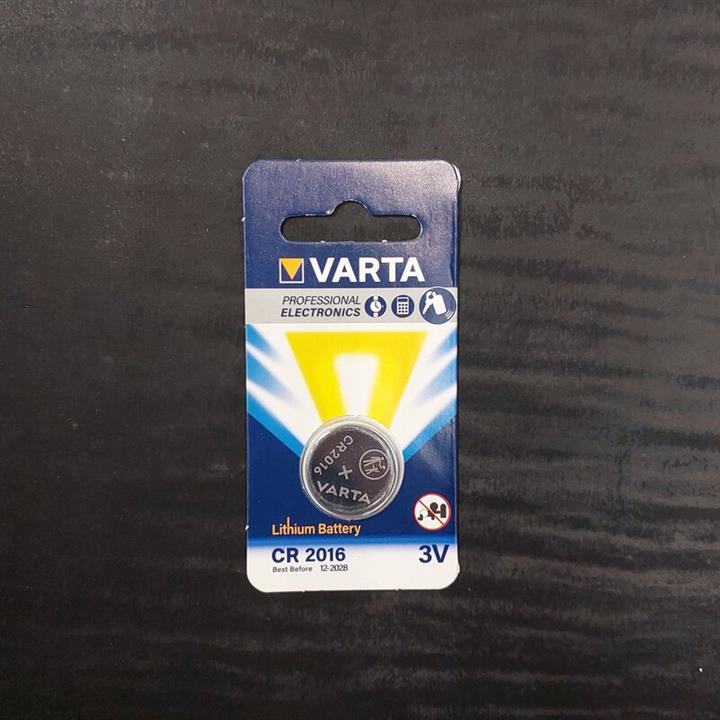 VARTA
PROFESSIONAL
ELECTRONICS
CR2016
+
VARTA
Lithium Battery
CR 2016
3V
Best Before 12-2028